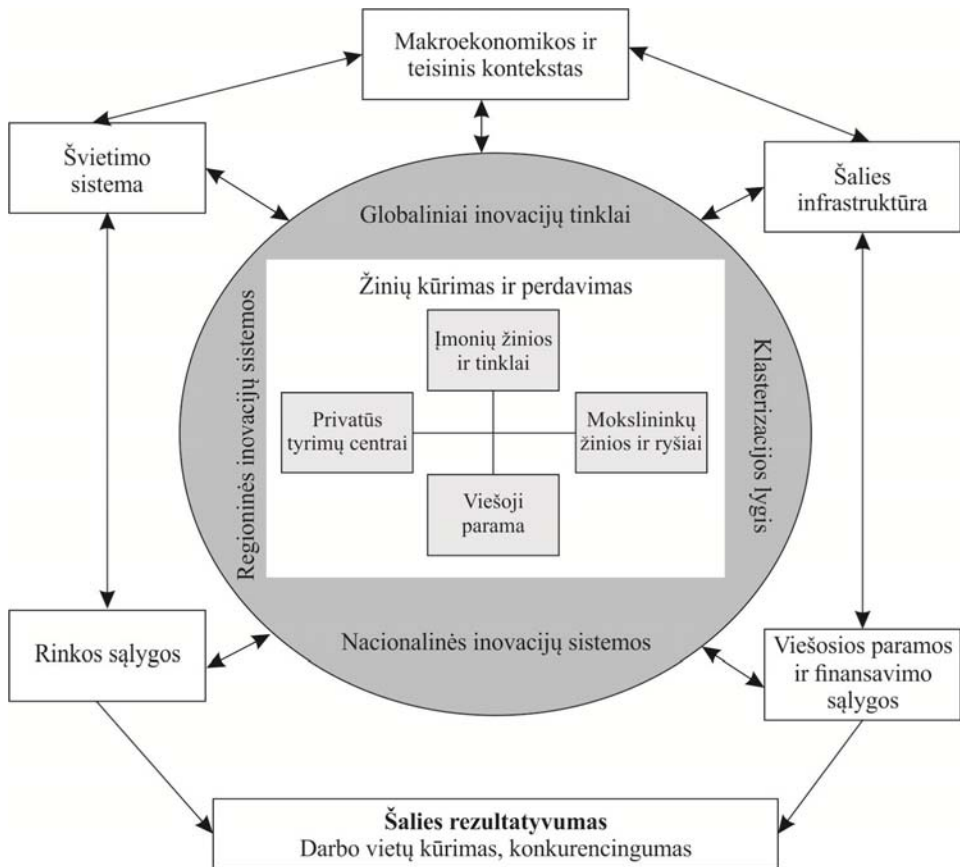 Makroekonomikos ir
teisinis kontekstas
Švietimo
sistema
Šalies
infrastruktūra
Globaliniai inovacijų tinklai
Žinių kūrimas ir perdavimas
Įmonių žinios
ir tinklai
Regioninės inovacijų sistemos
Privatūs
tyrimų centrai
Mokslininkų
žinios ir ryšiai
Klasterizacijos lygis
Viešoji
parama
Nacionalinės inovacijų sistemos
Rinkos sąlygos
Viešosios paramos
ir finansavimo
sąlygos
Šalies rezultatyvumas
Darbo vietų kūrimas, konkurencingumas